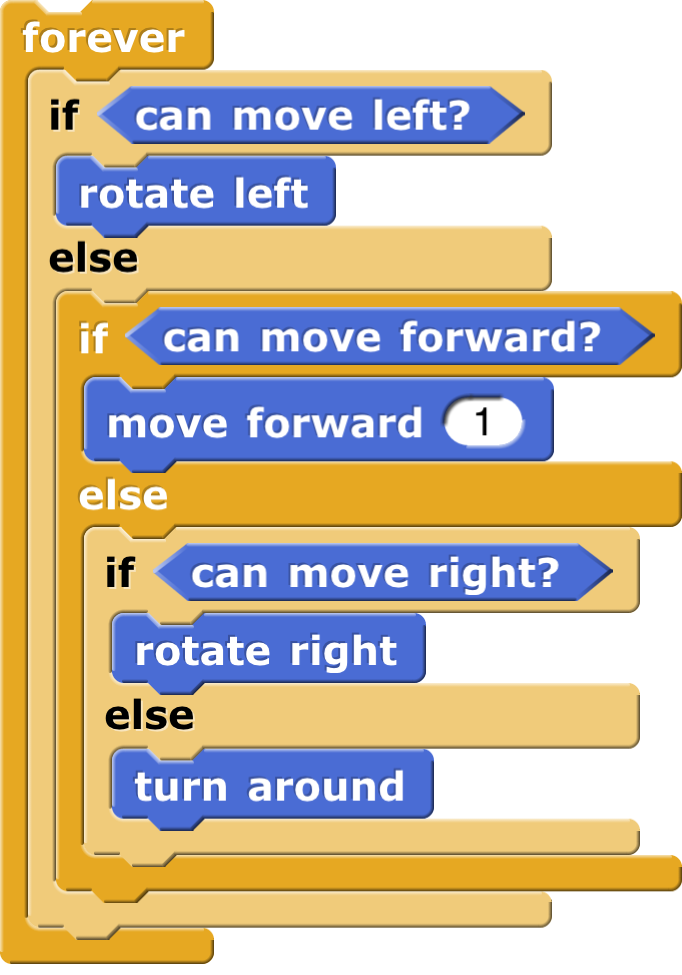 forever
if can move left?
rotate left
else
if can move forward?
move forward 1
else
if can move right?
rotate right
else
turn around